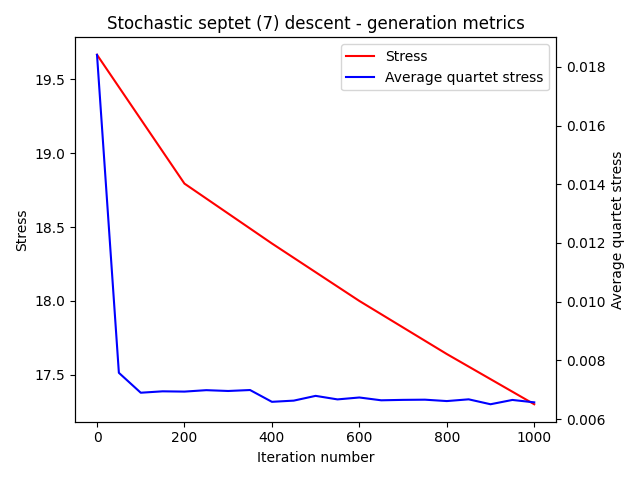 Stochastic septet (7) descent - generation metrics
Stress
Average quartet stress
19.5
19.0
18.5
18.0
17.5
Stress
0.018
0.016
0.014
0.012
0.010
0.008
0.006
Average quartet stress
0 200 400 600 800 1000
Iteration number